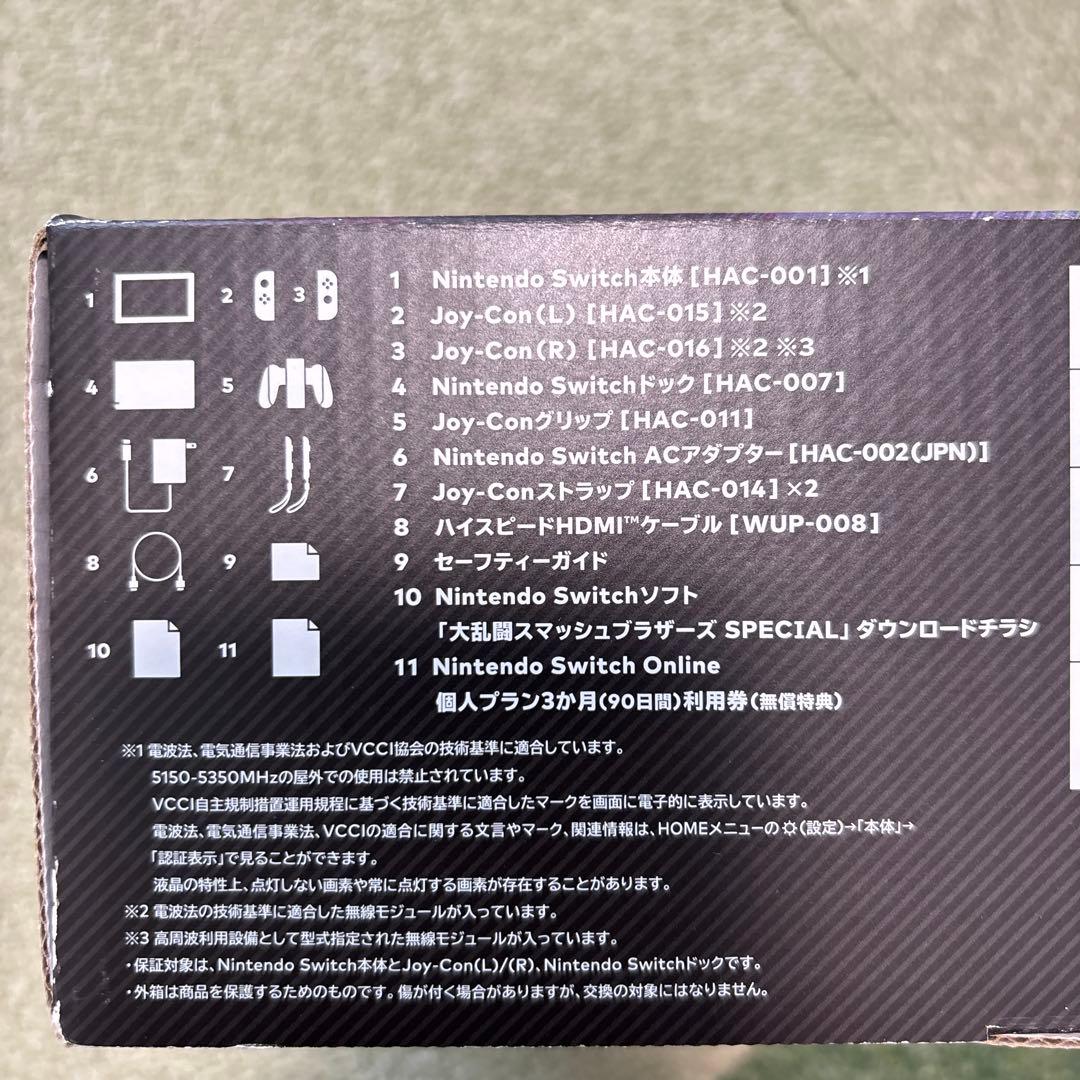 1 2 3
4 5
6 7
8 9
10 11
1 Nintendo Switch本体[HAC-001]※1
2 Joy-Con(L)[HAC-015]※2
3 Joy-Con(R)[HAC-016]※2 ※3
4 Nintendo Switchドック[HAC-007]
5 Joy-Conグリップ[HAC-011]
6 Nintendo Switch ACアダプター[HAC-002(JPN)]
7 Joy-Conストラップ[HAC-014]×2
8 ハイスピードHDMI™ケーブル[WUP-008]
9 セーフティーガイド
10 Nintendo Switchソフト
「大乱闘スマッシュブラザーズ SPECIAL」ダウンロードチラシ
11 Nintendo Switch Online
個人プラン3か月(90日間)利用券(無償特典)
※1 電波法、電気通信事業法およびVCCI協会の技術基準に適合しています。
5150-5350MHzの屋外での使用は禁止されています。
VCCI自主規制措置運用規程に基づく技術基準に適合したマークを画面に電子的に表示しています。
電波法、電気通信事業法、VCCIの適合に関する文言やマーク、関連情報は、HOMEメニューの(設定)→「本体」→
「認証表示」で見ることができます。
液晶の特性上、点灯しない画素や常に点灯する画素が存在することがあります。
※2 電波法の技術基準に適合した無線モジュールが入っています。
※3 高周波利用設備として型式指定された無線モジュールが入っています。
・保証対象は、Nintendo Switch本体とJoy-Con(L)/(R)、Nintendo Switchドックです。
・外箱は商品を保護するためのものです。傷が付く場合がありますが、交換の対象にはなりません。